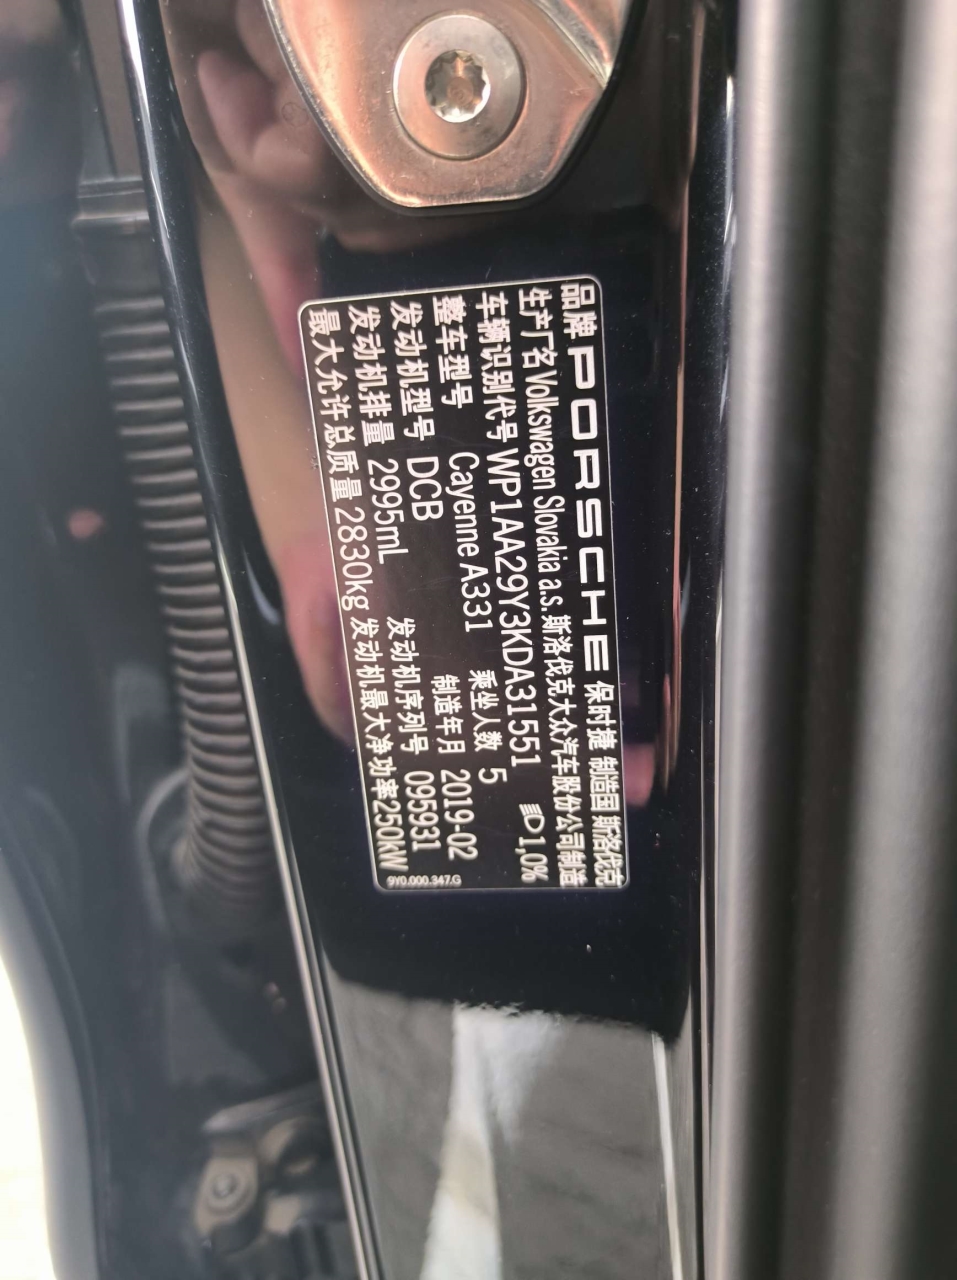 品牌 PORSCHE 保时捷 制造国 斯洛伐克
生产厂名 Volkswagen Slovakia a.s.斯洛伐克大众汽车股份公司制造
车辆识别代号 WP1AA29Y3KDA31551 1,0%
整车型号 Cayenne A331 乘坐人数 5
发动机型号 DCB 制造年月 2019-02
发动机排量 2995mL 发动机序列号 095931
最大允许总质量 2830kg 发动机最大净功率250kW
9Y0.000.347.G